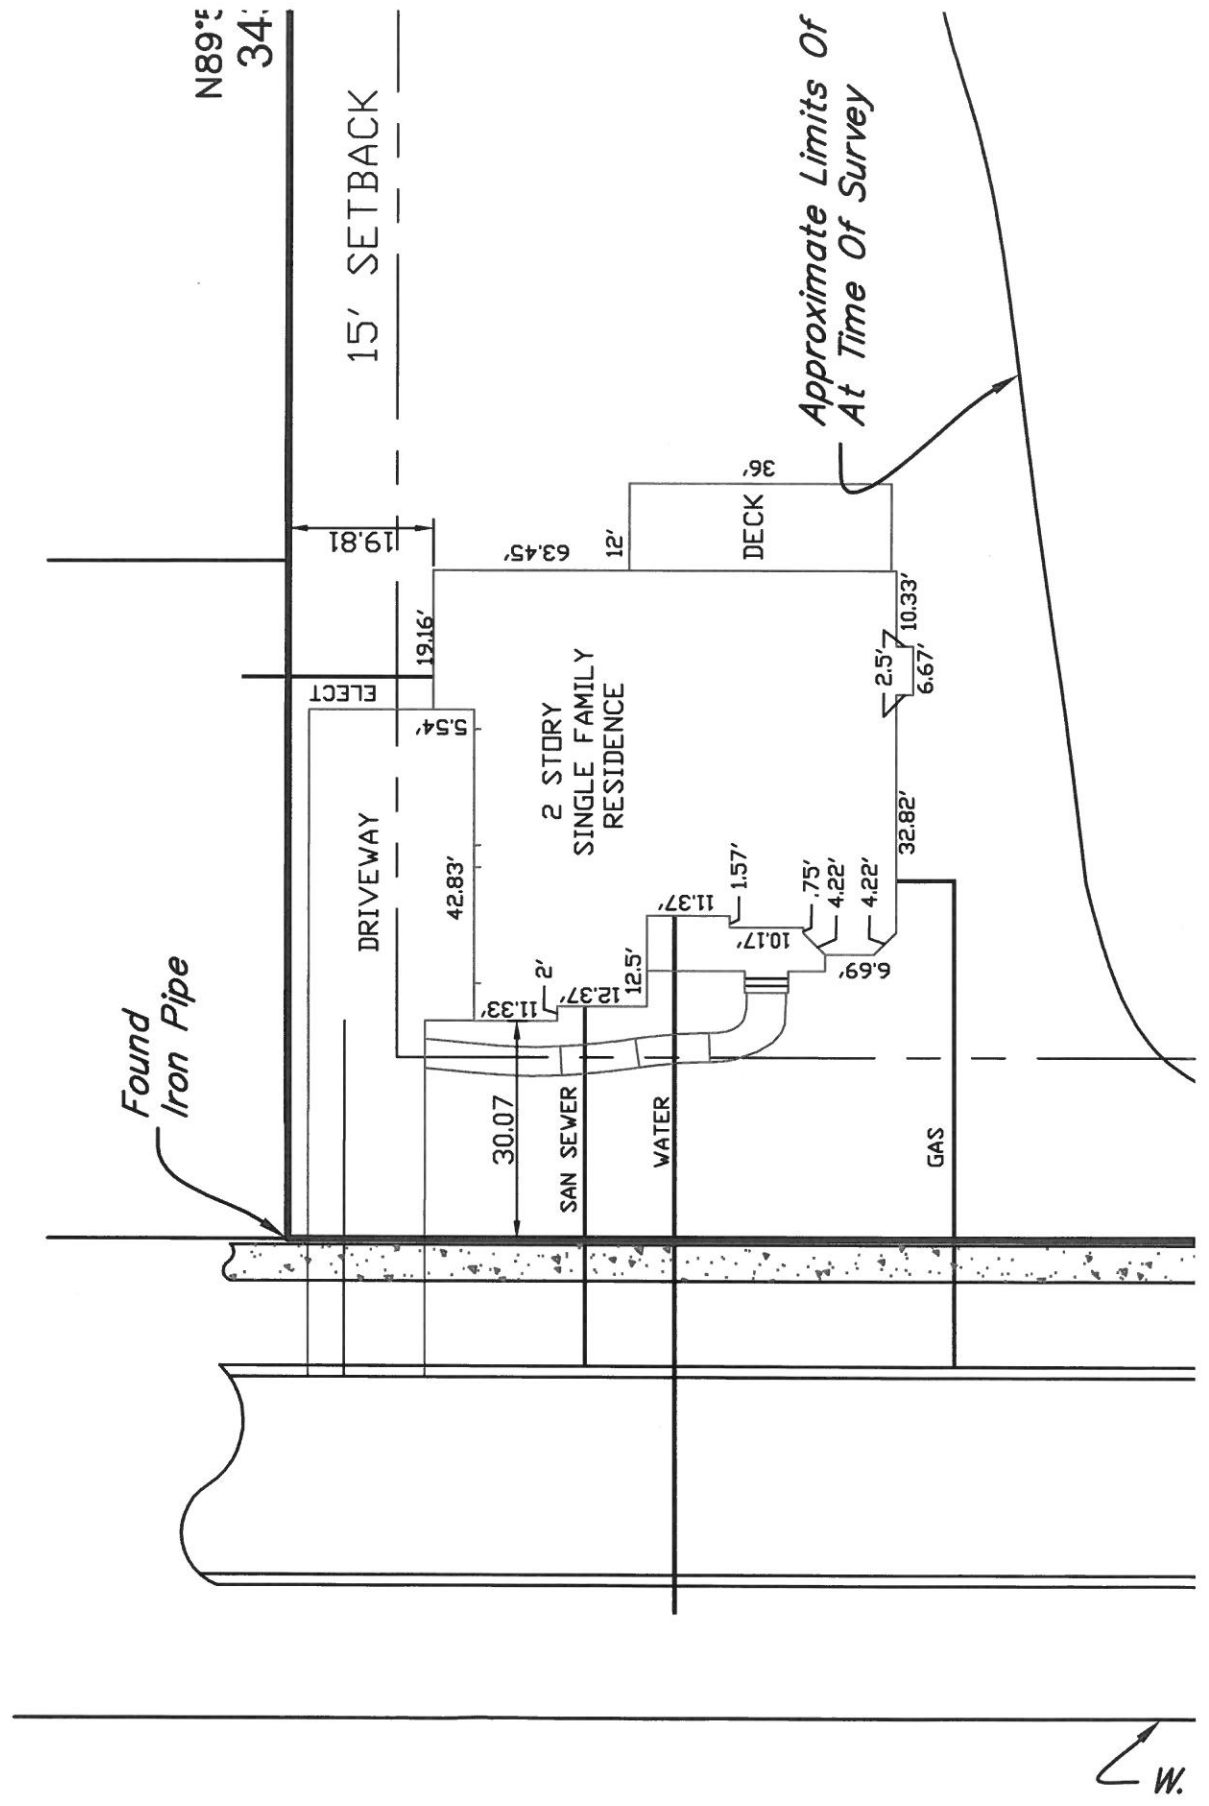 N89°5
34
15' SETBACK
Approximate Limits Of
At Time Of Survey
36'
DECK
12'
63.45'
19.81
19.16'
ELECT
5.54'
10.33'
2.5'
6.67'
2 STORY
SINGLE FAMILY
RESIDENCE
DRIVEWAY
42.83'
32.82'
1.57'
.75'
4.22'
4.22'
11.37'
10.17'
6.69'
12.5'
2'
12.37'
11.33'
Found
Iron Pipe
30.07
SAN SEWER
WATER
GAS
W.